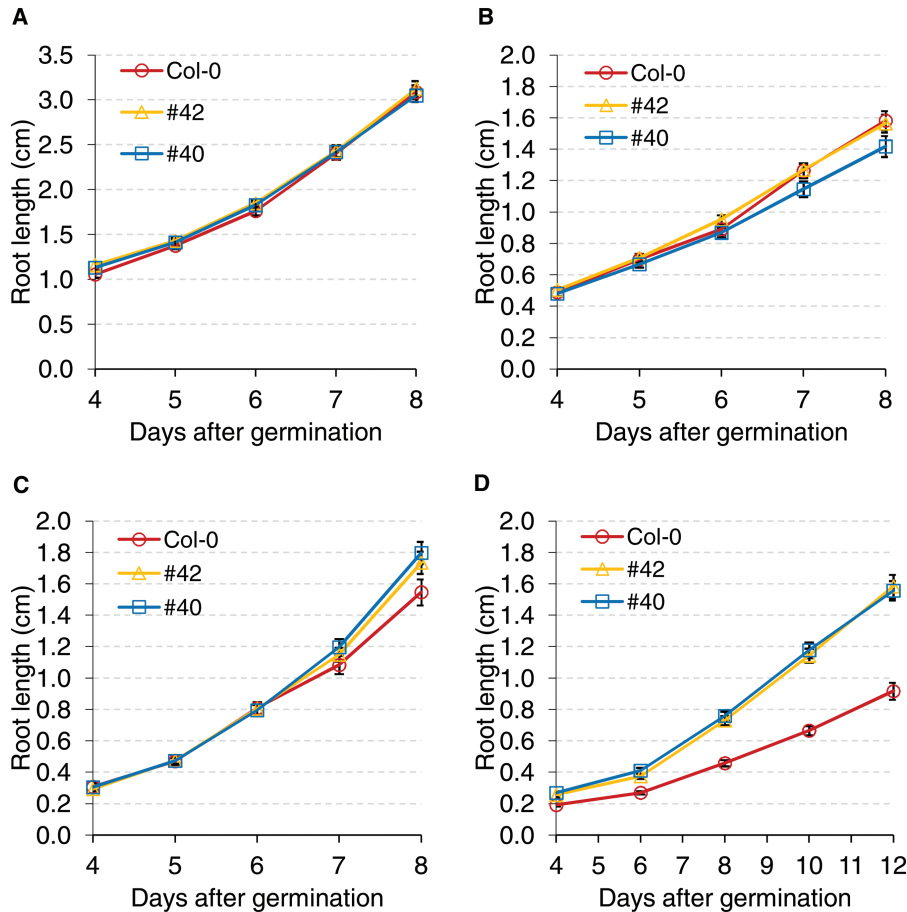 A
Root length (cm)
3.5
3.0
2.5
2.0
1.5
1.0
0.5
0.0
Col-0
#42
#40
4 5 6 7 8
Days after germination
B
Root length (cm)
2.0
1.8
1.6
1.4
1.2
1.0
0.8
0.6
0.4
0.2
0.0
Col-0
#42
#40
4 5 6 7 8
Days after germination
C
Root length (cm)
2.0
1.8
1.6
1.4
1.2
1.0
0.8
0.6
0.4
0.2
0.0
Col-0
#42
#40
4 5 6 7 8
Days after germination
D
Root length (cm)
2.0
1.8
1.6
1.4
1.2
1.0
0.8
0.6
0.4
0.2
0.0
Col-0
#42
#40
4 5 6 7 8 9 10 11 12
Days after germination